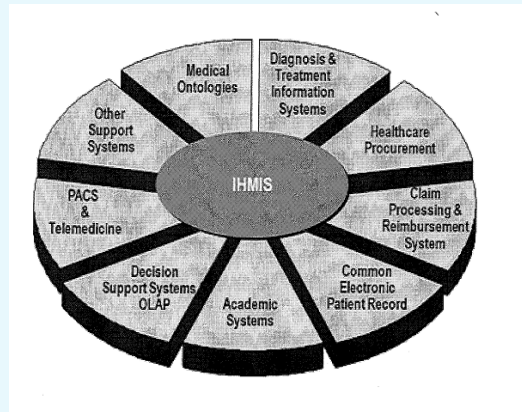 Medical
Ontologies
Diagnosis &
Treatment
Information
Systems
Healthcare
Procurement
Claim
Processing &
Reimbursement
System
Common
Electronic
Patient Record
Academic
Systems
Decision
Support Systems
OLAP
PACS
&
Telemedicine
Other
Support
Systems
IHMIS